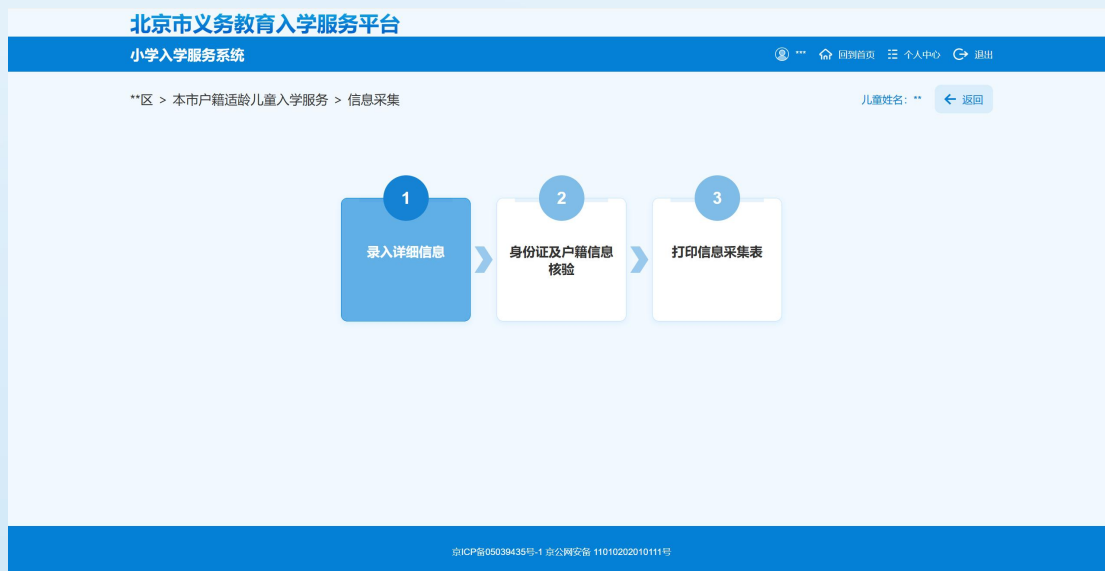 北京市义务教育入学服务平台
小学入学服务系统
*** 回到首页 个人中心 退出
**区 > 本市户籍适龄儿童入学服务 > 信息采集
儿童姓名: ** 返回
1
录入详细信息
2
身份证及户籍信息
核验
3
打印信息采集表
京ICP备05039435号-1 京公网安备 11010202010111号